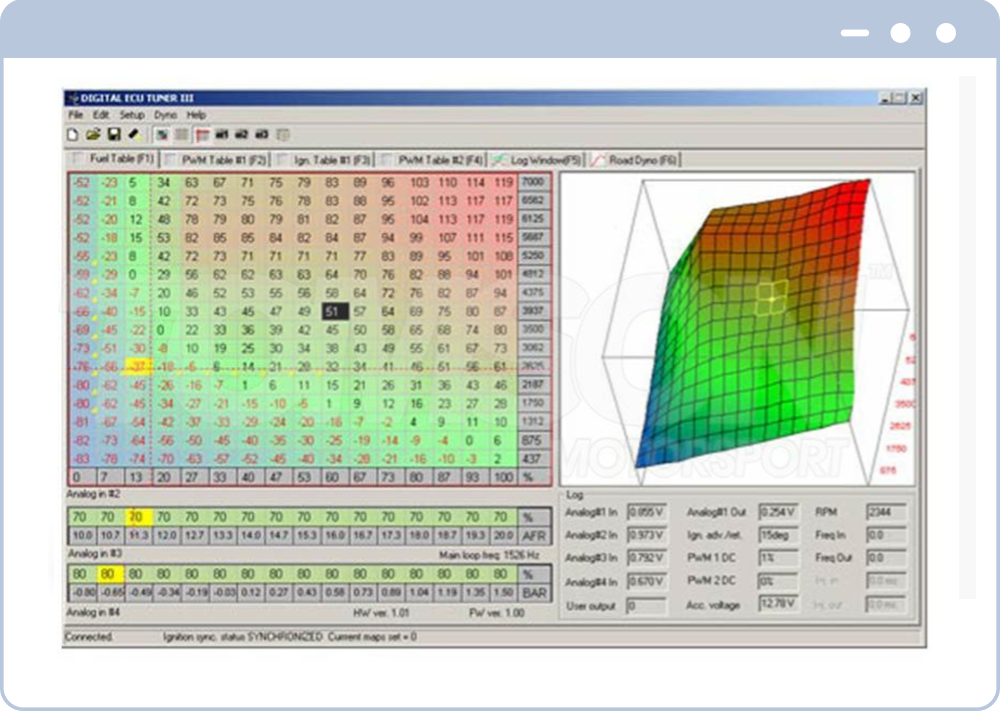 DIGITAL ECU TUNER III
File Edit Setup Dyno Help
Fuel Table (F1) PWM Table #1 (F2) Ign. Table #1 (F3) PWM Table #2 (F4) Log Window(F5) Road Dyno (F6)
-52 -23 5 34 63 67 71 75 79 83 89 96 103 110 114 119 7000
-52 -21 8 42 72 73 75 76 78 83 88 95 102 113 117 117
-52 -20 12 48 78 79 80 79 81 82 87 95 104 113 119 117 6125
-52 -18 15 53 82 85 85 84 82 84 87 94 99 107 111 115
-55 -23 8 42 72 73 71 71 71 71 77 83 89 95 101 108 5250
-59 -29 0 29 56 62 62 63 63 64 70 76 82 88 94 101
-62 -34 -7 20 46 52 53 55 56 58 64 72 76 82 87 94 4375
-66 -40 -15 10 33 43 45 47 49 51 57 64 69 75 80 87 3937
-69 -45 -22 0 22 33 36 39 42 45 50 58 65 68 74 80 3500
-73 -51 -30 -8 10 19 25 30 34 38 43 49 55 61 67 73 3062
-37 6 14 21 28 32 34 41 46 51 56 61 2625
-80 -62 -45 -26 -16 -7 1 6 11 15 21 26 31 36 43 46 2187
-80 -62 -45 -34 -27 -21 -15 -10 -5 1 9 12 16 23 27 28 1750
-81 -67 -54 -42 -37 -33 -29 -24 -20 -16 -7 -2 4 9 11 10 1312
-82 -73 -64 -56 -50 -45 -40 -35 -30 -25 -19 -14 -9 -4 0 6 875
-83 -78 -74 -70 -63 -57 -52 -45 -40 -34 -28 -21 -16 -10 -3 2 437
0 7 13 20 27 33 40 47 53 60 67 73 80 87 93 100 %
Analog in #2
70 70 70 70 70 70 70 70 70 70 70 70 70 70 70 70 %
10.0 10.7 11.3 12.0 12.7 13.3 14.0 14.7 15.3 16.0 16.7 17.3 18.0 18.7 19.3 20.0 AFR
Analog in #3 Main loop freq: 1526 Hz
80 80 80 80 80 80 80 80 80 80 80 80 80 80 80 80 %
-0.80 -0.65 -0.49 -0.34 -0.19 -0.03 0.12 0.27 0.43 0.58 0.73 0.89 1.04 1.19 1.35 1.50 BAR
Analog in #4 HW ver. 1.01 FW ver. 1.00
Connected. Ignition sync. status SYNCHRONIZED Current maps set = 0
3500
2625
1750
875
Log
Analog#1 In 0.855 V Analog#1 Out 0.254 V RPM 2344
Analog#2 In 0.973 V Ign. adv./ret. 15deg Freq In 0.0
Analog#3 In 0.792 V PWM 1 DC 1% Freq Out 0.0
Analog#4 In 0.670 V PWM 2 DC 0%
User output 0 Acc. voltage 12.78 V
MOTORSPORT
TM